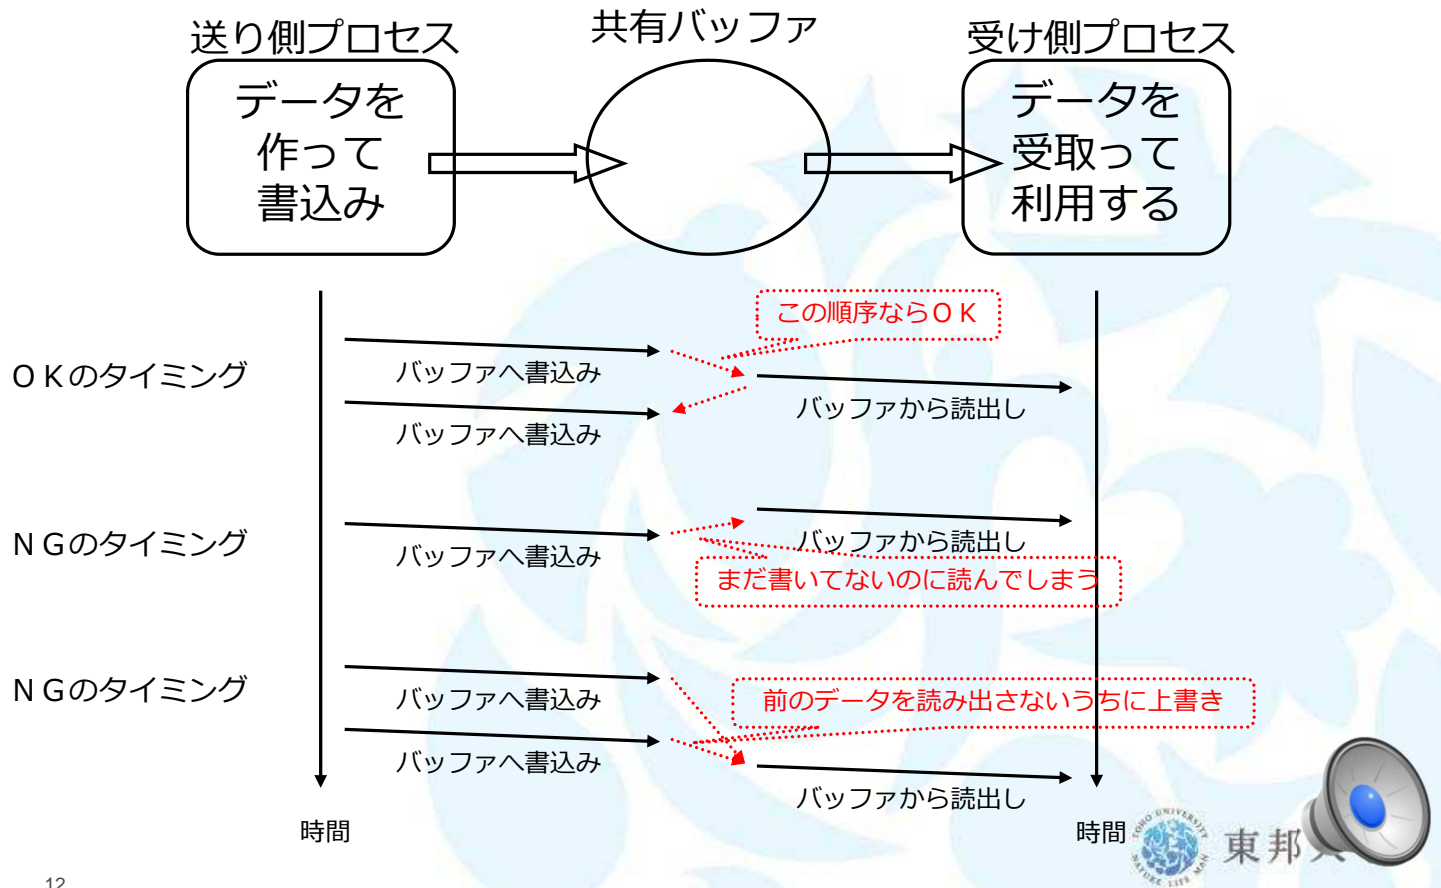 送り側プロセス
共有バッファ
受け側プロセス
データを
作って
書込み
データを
受取って
利用する
この順序ならＯＫ
ＯＫのタイミング
バッファへ書込み
バッファから読出し
バッファへ書込み
ＮＧのタイミング
バッファへ書込み
バッファから読出し
まだ書いてないのに読んでしまう
ＮＧのタイミング
バッファへ書込み
前のデータを読み出さないうちに上書き
バッファへ書込み
バッファから読出し
時間
時間
TOHO UNIVERSITY
NATURE LIFE MAN
東邦
12